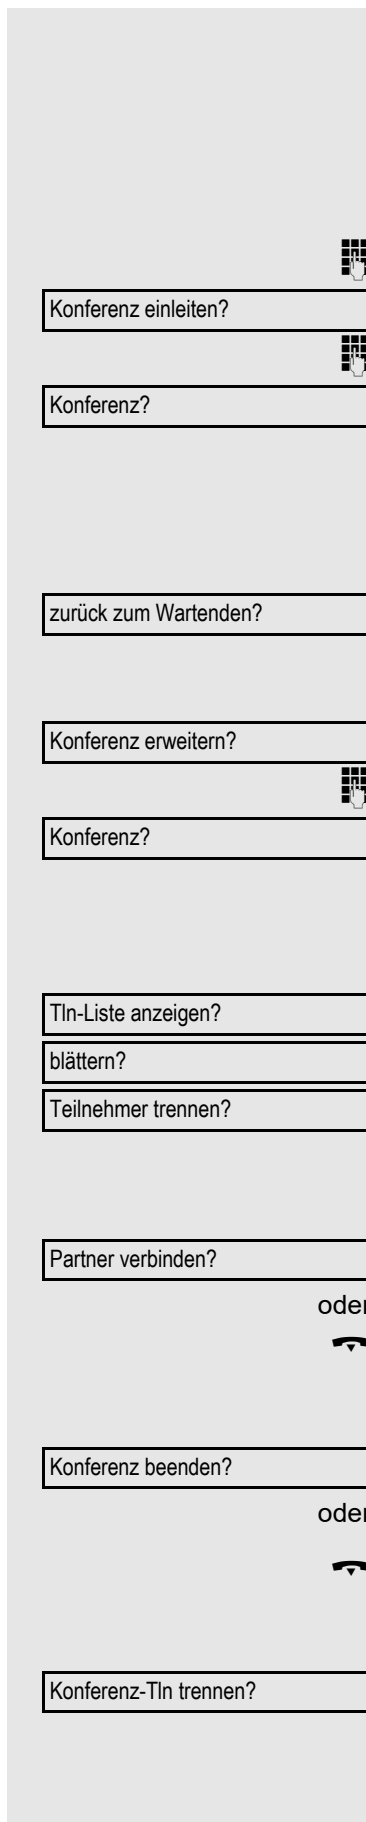 Konferenz einleiten?
Konferenz?
zurück zum Wartenden?
Konferenz erweitern?
Konferenz?
Tln-Liste anzeigen?
blättern?
Teilnehmer trennen?
Partner verbinden?
oder
Konferenz beenden?
oder
Konferenz-Tln trennen?